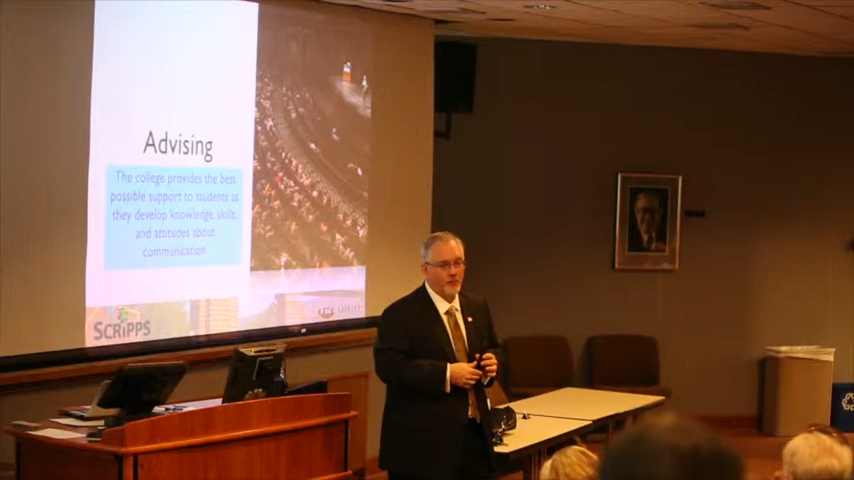 Advising
The college provides the best
possible support to students as
they develop knowledge, skills,
and attitudes about
communication
SCRIPPS